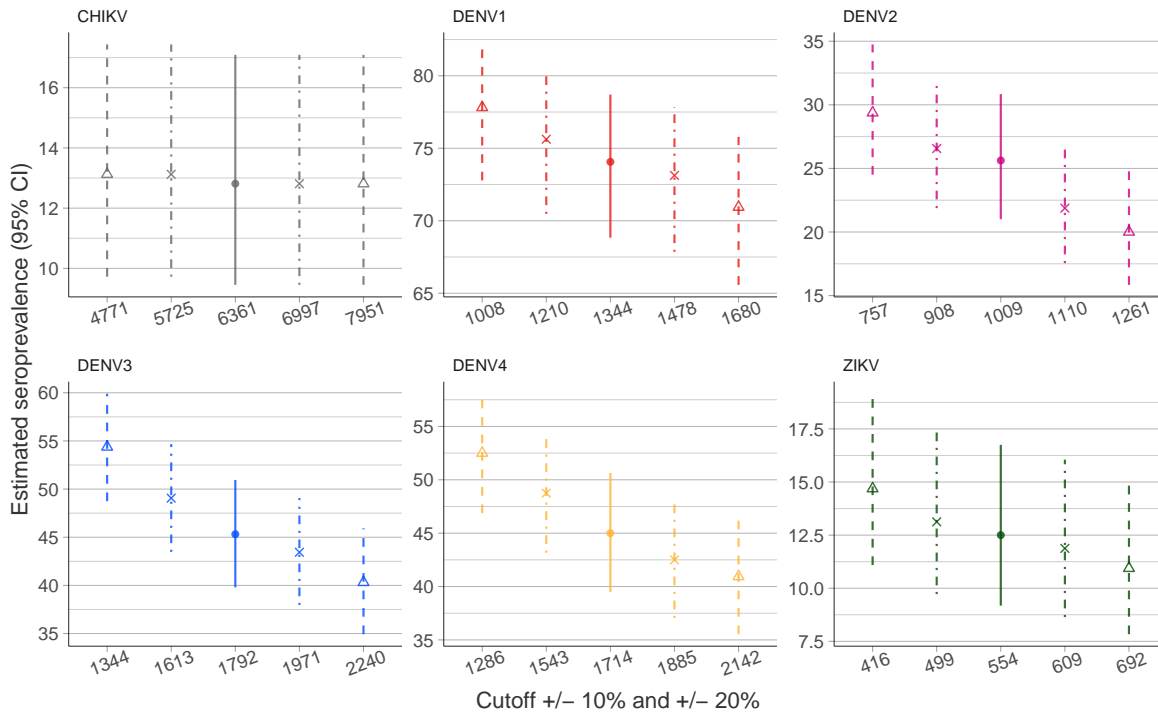 CHIKV
DENV1
DENV2
16
14
12
10
80
75
70
65
35
30
25
20
15
4771 5725 6361 6997 7951
1008 1210 1344 1478 1680
757 908 1009 1110 1261
Estimated seroprevalence (95% CI)
DENV3
DENV4
ZIKV
60
55
50
45
40
35
55
50
45
40
35
17.5
15.0
12.5
10.0
7.5
1344 1613 1792 1971 2240
1286 1543 1714 1885 2142
416 499 554 609 692
Cutoff +/− 10% and +/− 20%